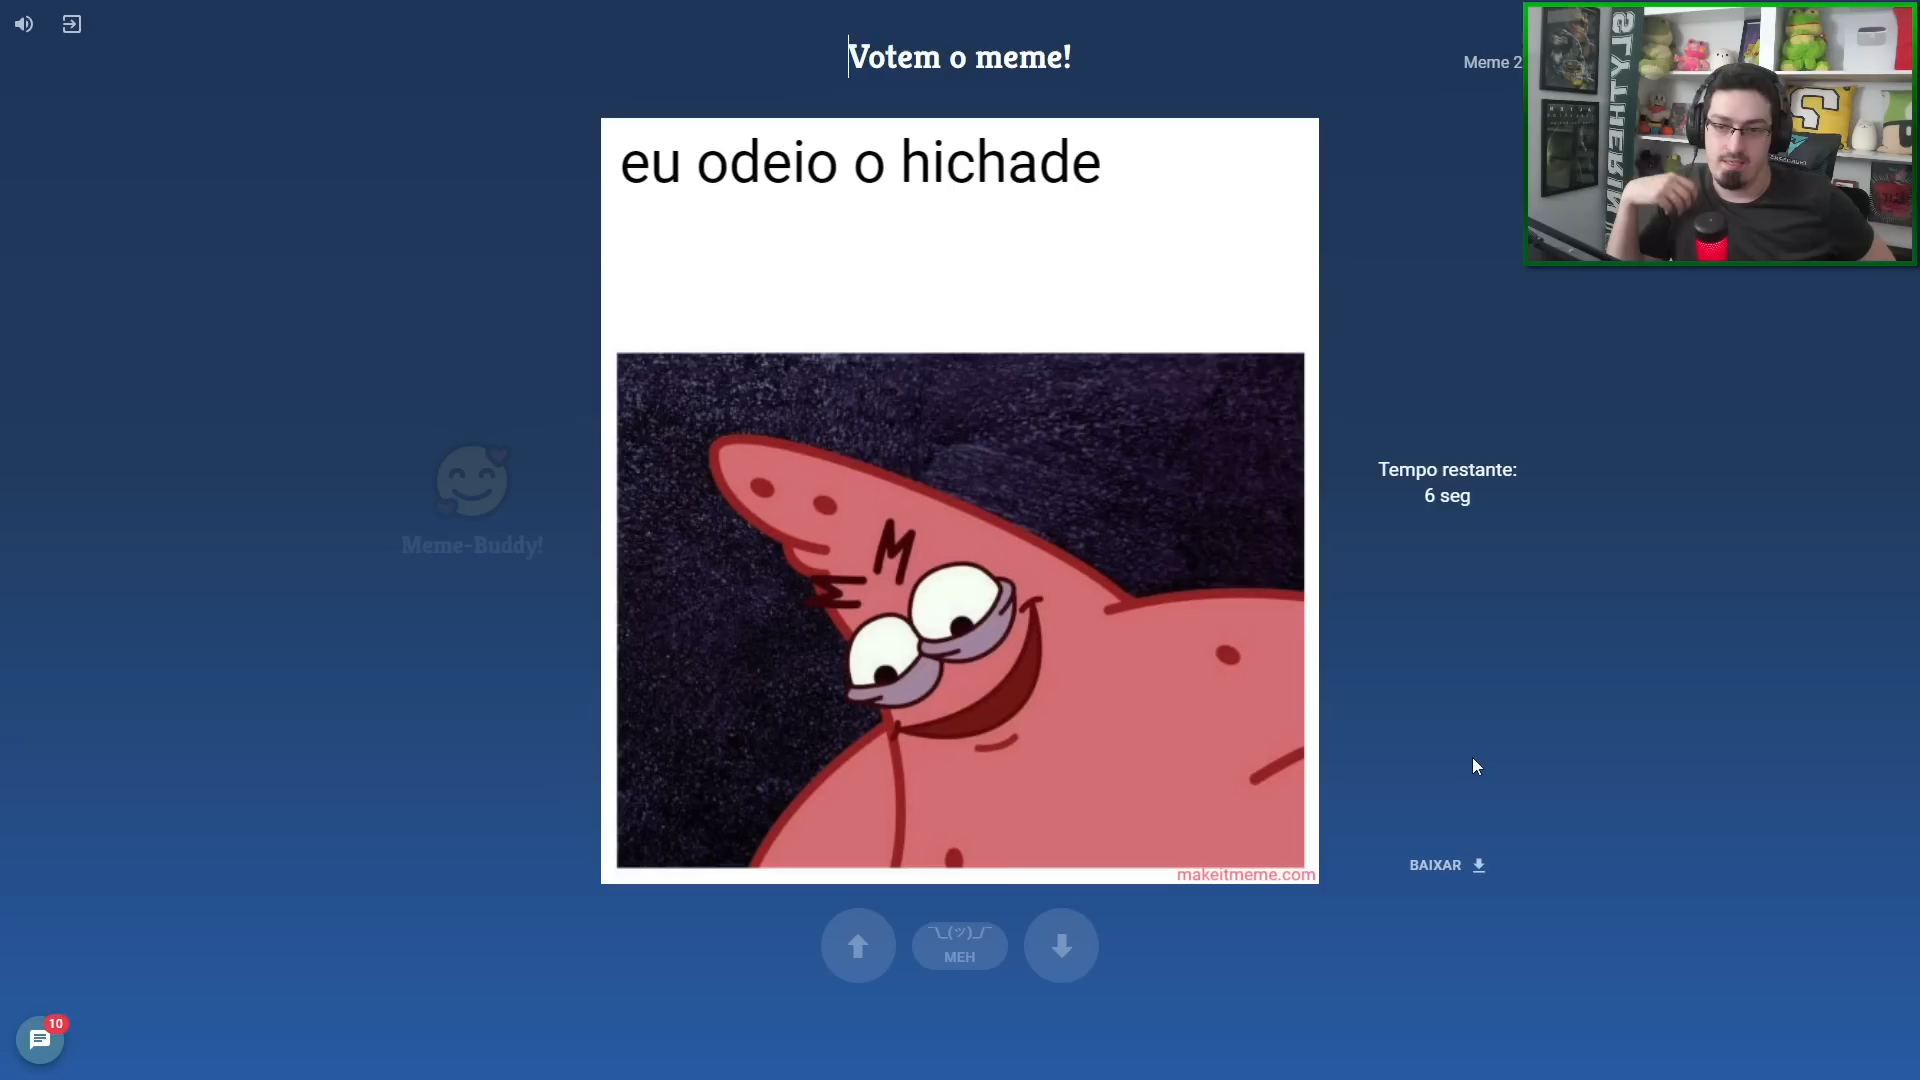 Votem o meme!
Meme 2
SLYTHERIN
eu odeio o hichade
Meme-Buddy!
Tempo restante:
6 seg
makeitmeme.com
BAIXAR
¯\_(ツ)_/¯
MEH
10